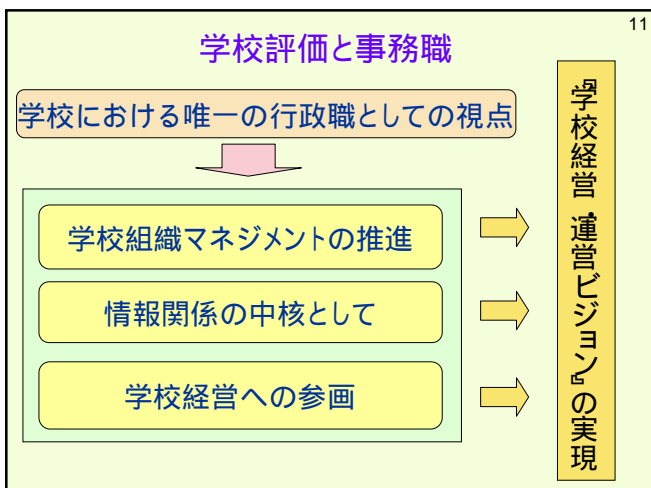 11
学校評価と事務職
学校における唯一の行政職としての視点
学校組織マネジメントの推進
情報関係の中核として
学校経営への参画
『学校経営・運営ビジョン』の実現